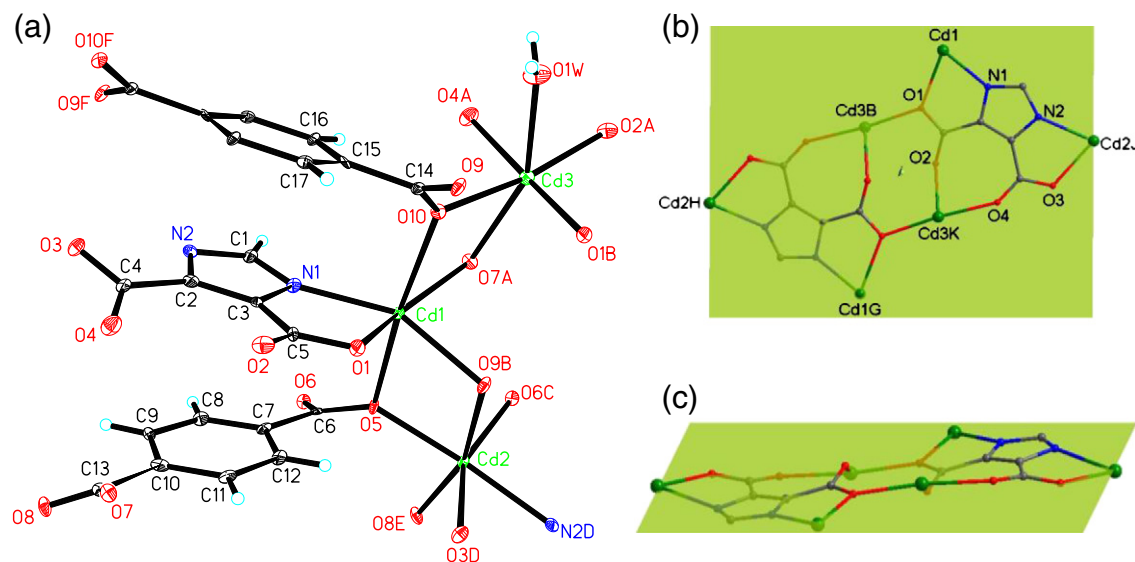 (a)
O10F
O9F
C16
C15
C17
C14
O9
O10
O1W
O4A
O2A
Cd3
O1B
O7A
N2
C1
O3
C4
C2
N1
C3
O4
O2
C5
O1
Cd1
O9B
O6C
O6
C8
C7
C9
C6
O5
C13
C10
C12
C11
Cd2
O8
O7
O8E
O3D
N2D
(b)
Cd1
N1
O1
Cd3B
N2
O2
Cd2J
O3
O4
Cd2H
Cd3K
Cd1G
(c)